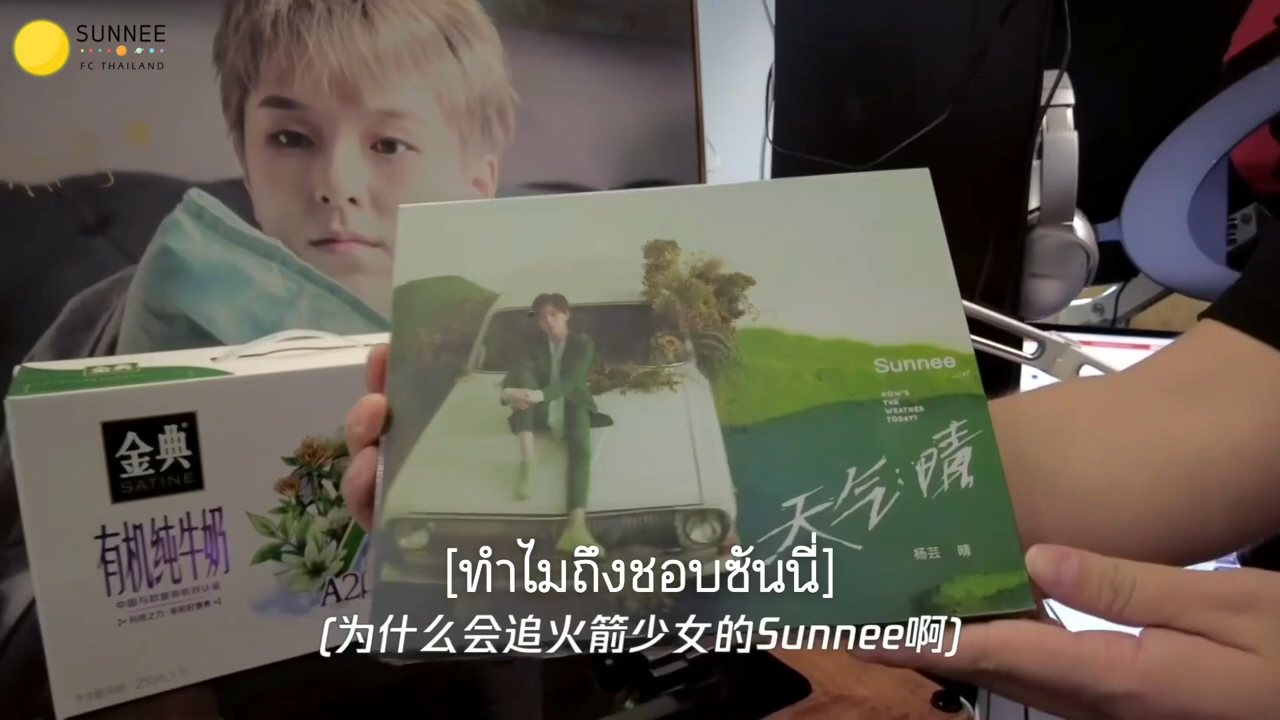 SUNNEE
FC THAILAND
金典
SATINE
有机纯牛奶
A2
Sunnee
HOW'S
THE
WEATHER
TODAY?
天气:晴
杨芸晴
[ทำไมถึงชอบซันนี่]
(为什么会追火箭少女的Sunnee啊)